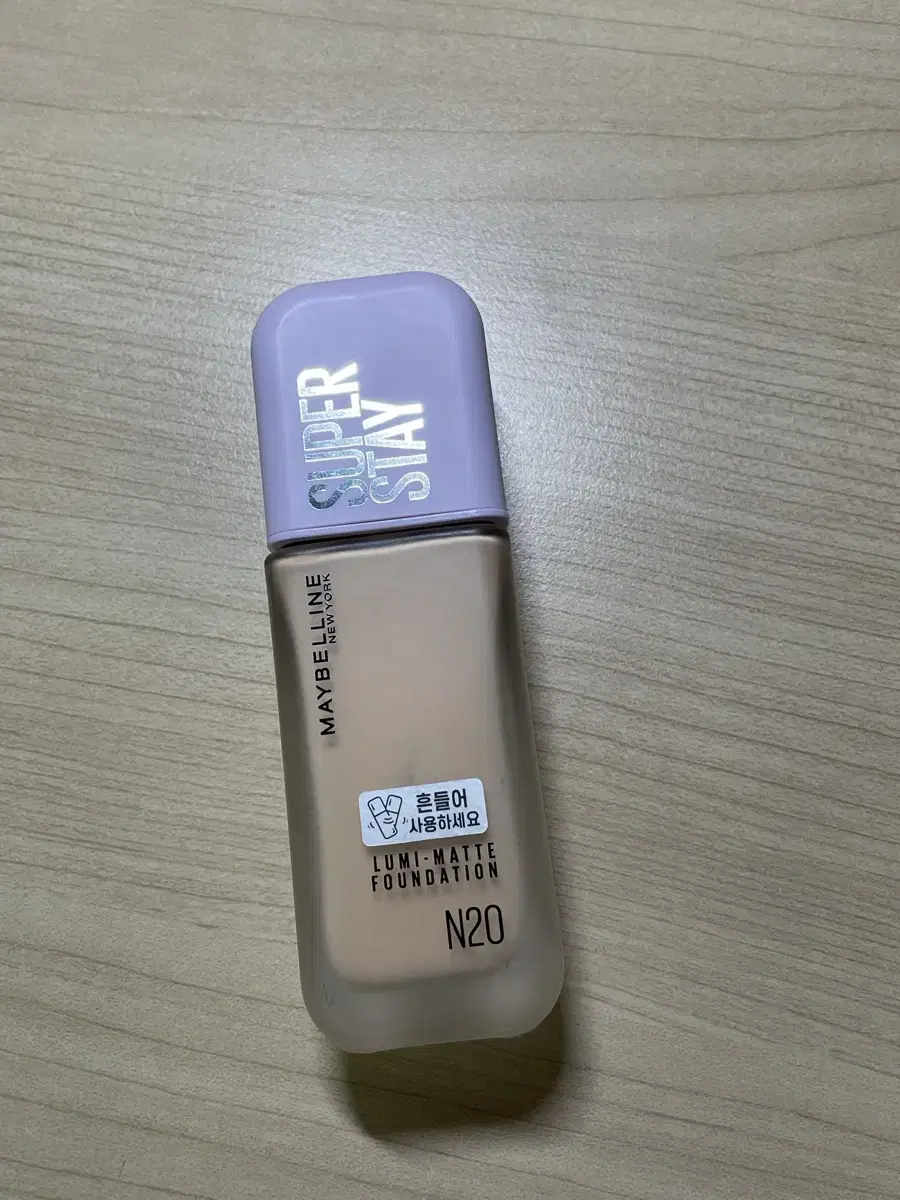 SUPER
STAY
MAYBELLINE
NEW YORK
흔들어
사용하세요
LUMI-MATTE
FOUNDATION
N20